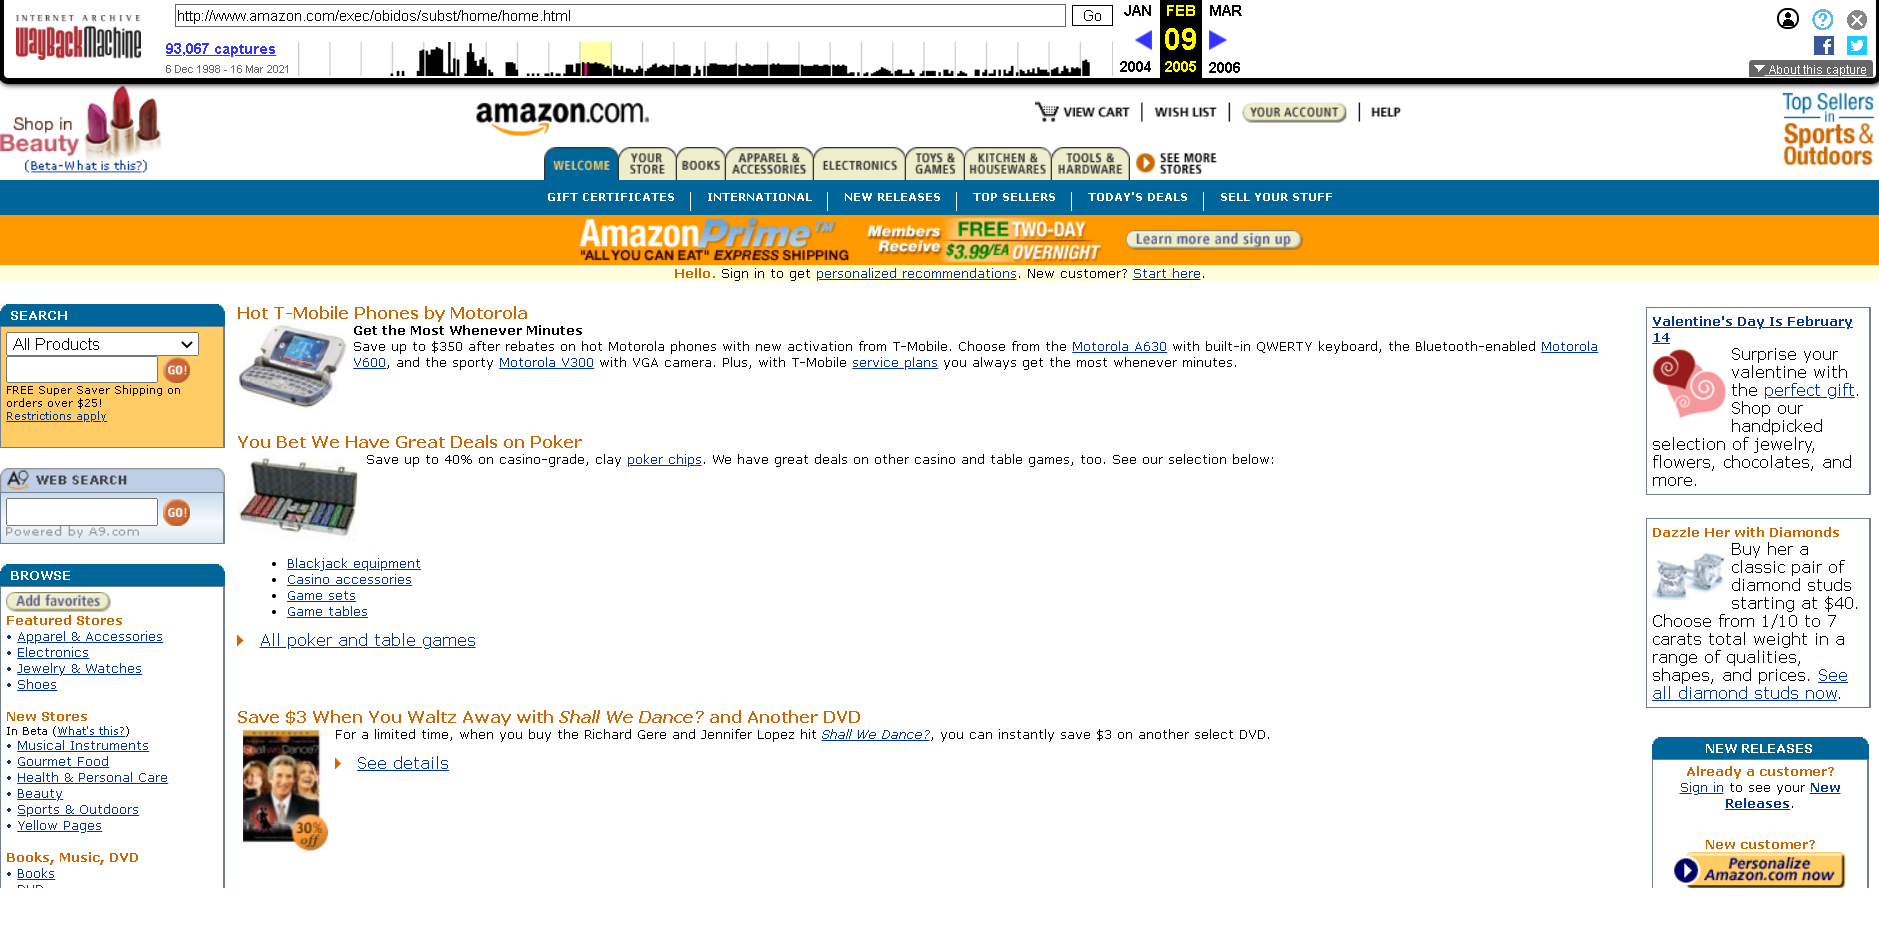 INTERNET ARCHIVE
WayBackMachine
http://www.amazon.com/exec/obidos/subst/home/home.html
Go
93,067 captures
6 Dec 1998 - 16 Mar 2021
JAN FEB MAR
09
2004 2005 2006
About this capture
Shop in
Beauty
(Beta-What is this?)
amazon.com.
VIEW CART | WISH LIST | YOUR ACCOUNT | HELP
Top Sellers
in
Sports &
Outdoors
WELCOME
YOUR
STORE
BOOKS
APPAREL &
ACCESSORIES
ELECTRONICS
TOYS &
GAMES
KITCHEN &
HOUSEWARES
TOOLS &
HARDWARE
SEE MORE
STORES
GIFT CERTIFICATES | INTERNATIONAL | NEW RELEASES | TOP SELLERS | TODAY'S DEALS | SELL YOUR STUFF
AmazonPrime™
"ALL YOU CAN EAT" EXPRESS SHIPPING
Members
Receive
FREE TWO-DAY
$3.99/EA OVERNIGHT
Learn more and sign up
Hello. Sign in to get personalized recommendations. New customer? Start here.
SEARCH
All Products
GO!
FREE Super Saver Shipping on
orders over $25!
Restrictions apply
A9 WEB SEARCH
GO!
Powered by A9.com
BROWSE
Add favorites
Featured Stores
• Apparel & Accessories
• Electronics
• Jewelry & Watches
• Shoes
New Stores
In Beta (What's this?)
• Musical Instruments
• Gourmet Food
• Health & Personal Care
• Beauty
• Sports & Outdoors
• Yellow Pages
Books, Music, DVD
• Books
Hot T-Mobile Phones by Motorola
Get the Most Whenever Minutes
Save up to $350 after rebates on hot Motorola phones with new activation from T-Mobile. Choose from the Motorola A630 with built-in QWERTY keyboard, the Bluetooth-enabled Motorola
V600, and the sporty Motorola V300 with VGA camera. Plus, with T-Mobile service plans you always get the most whenever minutes.
You Bet We Have Great Deals on Poker
Save up to 40% on casino-grade, clay poker chips. We have great deals on other casino and table games, too. See our selection below:
• Blackjack equipment
• Casino accessories
• Game sets
• Game tables
All poker and table games
Save $3 When You Waltz Away with Shall We Dance? and Another DVD
For a limited time, when you buy the Richard Gere and Jennifer Lopez hit Shall We Dance?, you can instantly save $3 on another select DVD.
See details
Shall we Dance?
30%
off
Valentine's Day Is February
14
Surprise your
valentine with
the perfect gift.
Shop our
handpicked
selection of jewelry,
flowers, chocolates, and
more.
Dazzle Her with Diamonds
Buy her a
classic pair of
diamond studs
starting at $40.
Choose from 1/10 to 7
carats total weight in a
range of qualities,
shapes, and prices. See
all diamond studs now.
NEW RELEASES
Already a customer?
Sign in to see your New
Releases.
New customer?
Personalize
Amazon.com now